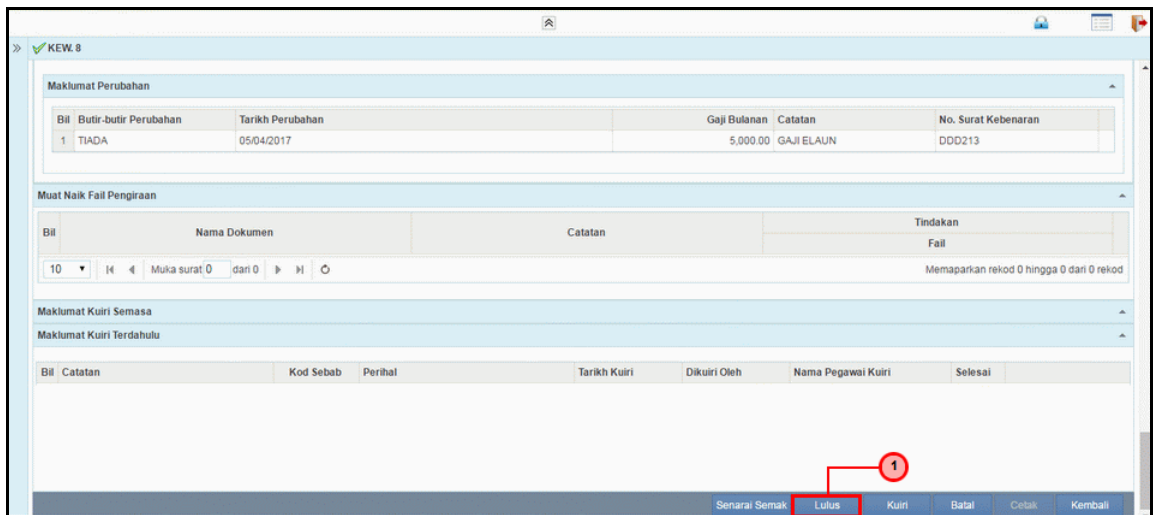 KEW. 8
Maklumat Perubahan
Bil Butir-butir Perubahan Tarikh Perubahan Gaji Bulanan Catatan No. Surat Kebenaran
1 TIADA 05/04/2017 5,000.00 GAJI ELAUN DDD213
Muat Naik Fail Pengiraan
Bil Nama Dokumen Catatan Tindakan
Fail
10 Muka surat 0 dari 0 Memaparkan rekod 0 hingga 0 dari 0 rekod
Maklumat Kuiri Semasa
Maklumat Kuiri Terdahulu
Bil Catatan Kod Sebab Perihal Tarikh Kuiri Dikuiri Oleh Nama Pegawai Kuiri Selesai
1
Senarai Semak Lulus Kuiri Batal Cetak Kembali